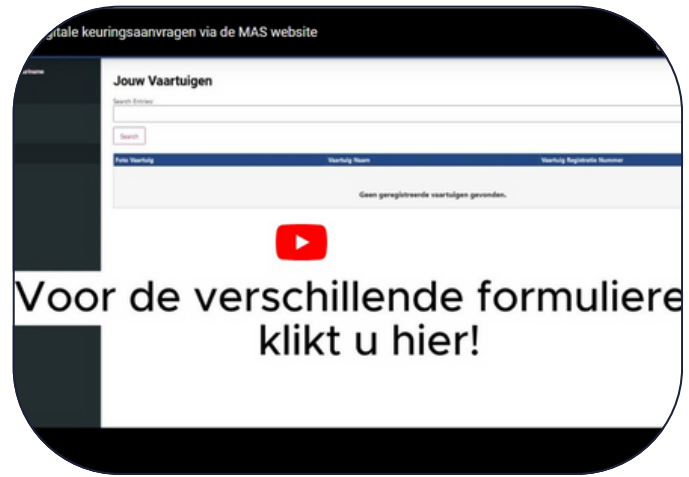 gitale keuringsaanvragen via de MAS website
Jouw Vaartuigen
Search Entries:
Search
Foto Vaartuig Vaartuig Naam Vaartuig Registratie Nummer
Geen geregistreerde vaartuigen gevonden.
Voor de verschillende formuliere
klikt u hier!